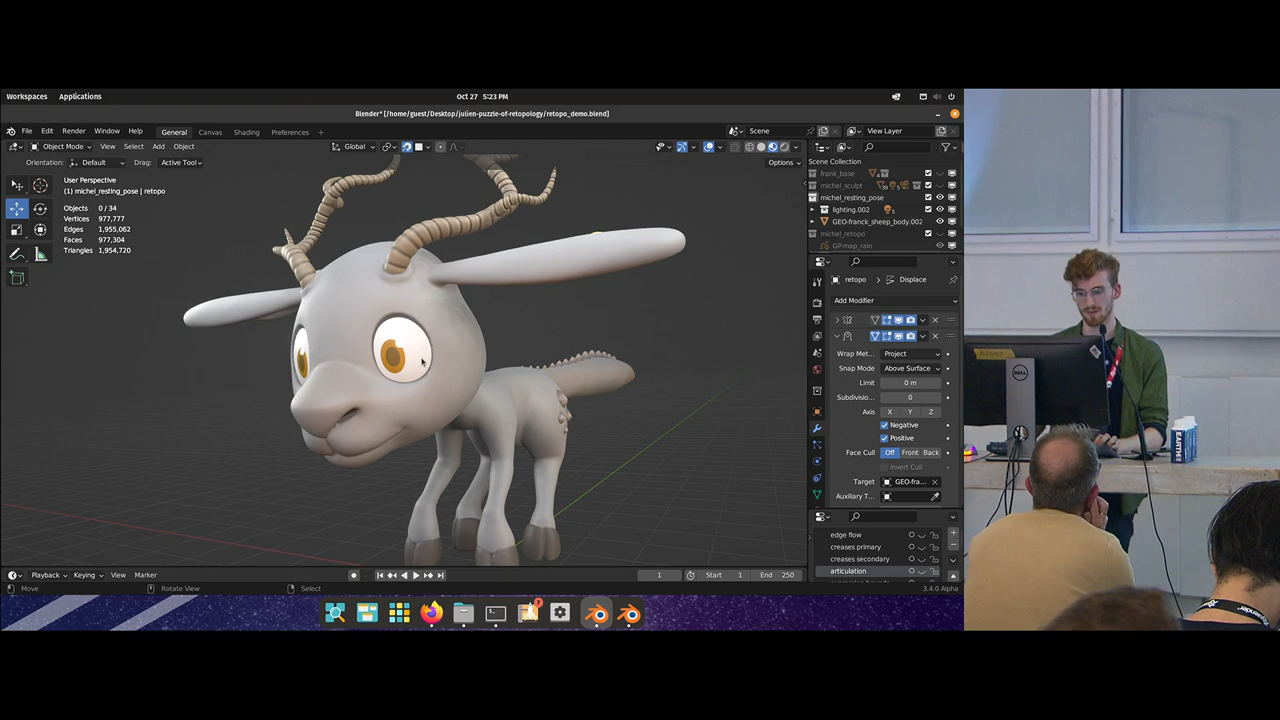 Workspaces Applications Oct 27 5:23 PM
Blender* [/home/guest/Desktop/julien-puzzle-of-retopology/retopo_demo.blend]
File Edit Render Window Help General Canvas Shading Preferences + Scene View Layer
Object Mode View Select Add Object Global
Orientation: Default Drag: Active Tool Options
User Perspective
(1) michel_resting_pose | retopo
Objects 0 / 34
Vertices 977,777
Edges 1,955,062
Faces 977,304
Triangles 1,954,720
Scene Collection
frank_base
michel_sculpt
michel_resting_pose
lighting.002
GEO-franck_sheep_body.002
michel_retopo
GP-map_rain
retopo Displace
Add Modifier
Wrap Met... Project
Snap Mode Above Surface
Limit 0 m
Subdivisio... 0
Axis X Y Z
Negative
Positive
Face Cull Off Front Back
Invert Cull
Target GEO-fra...
Auxiliary T...
edge flow
creases primary
creases secondary
articulation
Playback Keying View Marker 1 Start 1 End 250
Move Rotate View Select 3.4.0 Alpha
DELL
EARTH